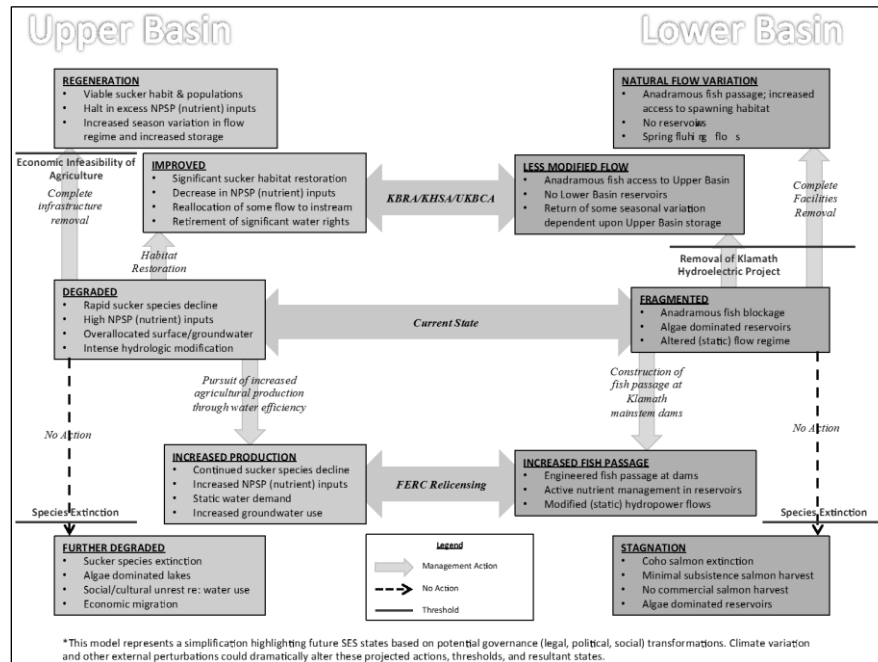 Upper Basin
Lower Basin
REGENERATION
• Viable sucker habit & populations
• Halt in excess NPSP (nutrient) inputs
• Increased season variation in flow
regime and increased storage
NATURAL FLOW VARIATION
• Anadramous fish passage; increased
access to spawning habitat
• No reservoirs
• Spring
Economic Infeasibility of
Agriculture
Complete
infrastructure
removal
IMPROVED
• Significant sucker habitat restoration
• Decrease in NPSP (nutrient) inputs
• Reallocation of some flow to instream
• Retirement of significant water rights
KBRA/KHSA/UKBCA
LESS MODIFIED FLOW
• Anadramous fish access to Upper Basin
• No Lower Basin reservoirs
• Return of some seasonal variation
dependent upon Upper Basin storage
Complete
Facilities
Removal
Habitat
Restoration
Removal of Klamath
Hydroelectric Project
DEGRADED
• Rapid sucker species decline
• High NPSP (nutrient) inputs
• Overallocated surface/groundwater
• Intense hydrologic modification
Current State
FRAGMENTED
• Anadramous fish blockage
• Algae dominated reservoirs
• Altered (static) flow regime
Pursuit of increased
agricultural production
through water efficiency
Construction of
fish passage at
Klamath
mainstem dams
No Action
No Action
INCREASED PRODUCTION
• Continued sucker species decline
• Increased NPSP (nutrient) inputs
• Static water demand
• Increased groundwater use
FERC Relicensing
INCREASED FISH PASSAGE
• Engineered fish passage at dams
• Active nutrient management in reservoirs
• Modified (static) hydropower flows
Species Extinction
Species Extinction
FURTHER DEGRADED
• Sucker species extinction
• Algae dominated lakes
• Social/cultural unrest re: water use
• Economic migration
Legend
Management Action
No Action
Threshold
STAGNATION
• Coho salmon extinction
• Minimal subsistence salmon harvest
• No commercial salmon harvest
• Algae dominated reservoirs
*This model represents a simplification highlighting future SES states based on potential governance (legal, political, social) transformations. Climate variation
and other external perturbations could dramatically alter these projected actions, thresholds, and resultant states.